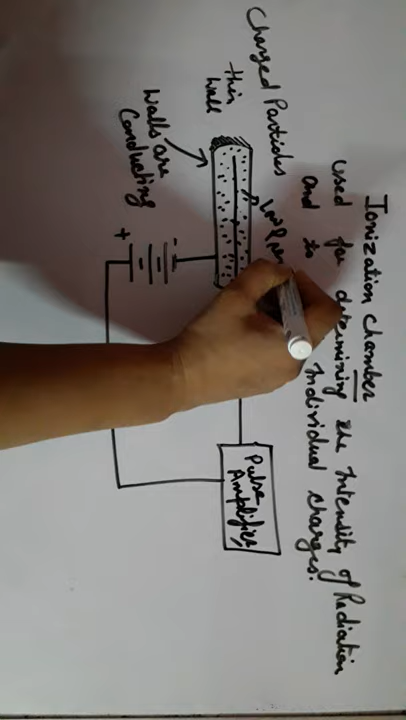 Ionization Chamber
used for determining the Intensity of Radiation
and to Individual charges.
Charged Particles
thin
wall
Walls are
Conducting
+
-
Pulse
Amplifier